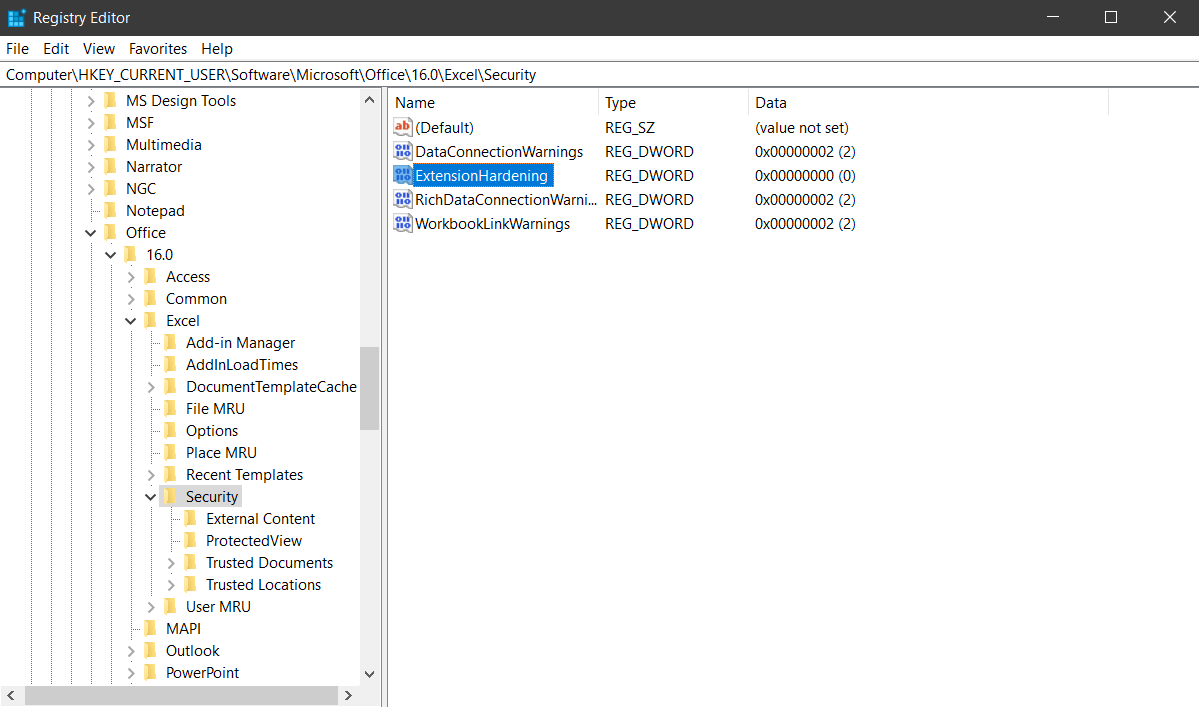 Registry Editor
File Edit View Favorites Help
Computer\HKEY_CURRENT_USER\Software\Microsoft\Office\16.0\Excel\Security
MS Design Tools
MSF
Multimedia
Narrator
NGC
Notepad
Office
16.0
Access
Common
Excel
Add-in Manager
AddInLoadTimes
DocumentTemplateCache
File MRU
Options
Place MRU
Recent Templates
Security
External Content
ProtectedView
Trusted Documents
Trusted Locations
User MRU
MAPI
Outlook
PowerPoint
Name Type Data
(Default) REG_SZ (value not set)
DataConnectionWarnings REG_DWORD 0x00000002 (2)
ExtensionHardening REG_DWORD 0x00000000 (0)
RichDataConnectionWarni... REG_DWORD 0x00000002 (2)
WorkbookLinkWarnings REG_DWORD 0x00000002 (2)